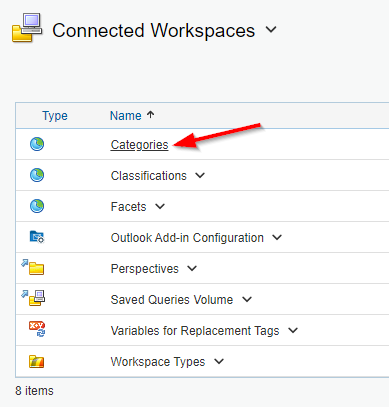 Connected Workspaces
Type Name
Categories
Classifications
Facets
Outlook Add-in Configuration
Perspectives
Saved Queries Volume
x+y
Variables for Replacement Tags
Workspace Types
8 items